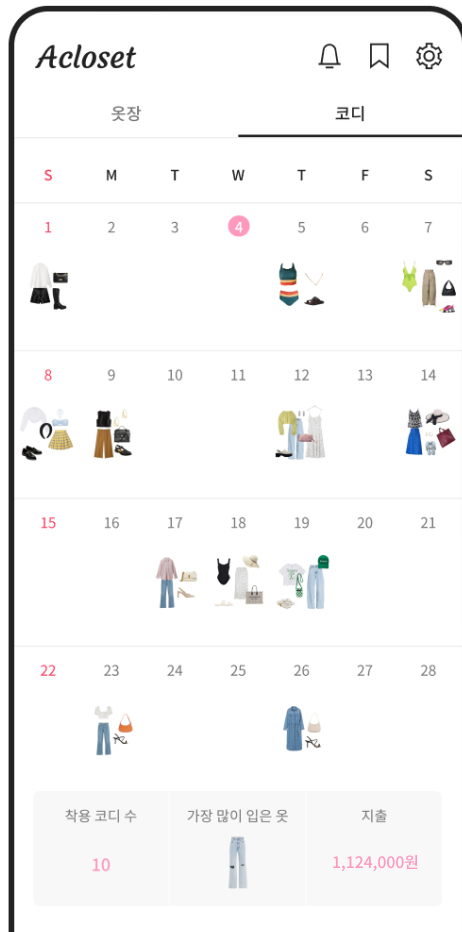 Acloset
옷장 코디
S M T W T F S
1 2 3 4 5 6 7
8 9 10 11 12 13 14
15 16 17 18 19 20 21
22 23 24 25 26 27 28
착용 코디 수 가장 많이 입은 옷 지출
10 1,124,000원